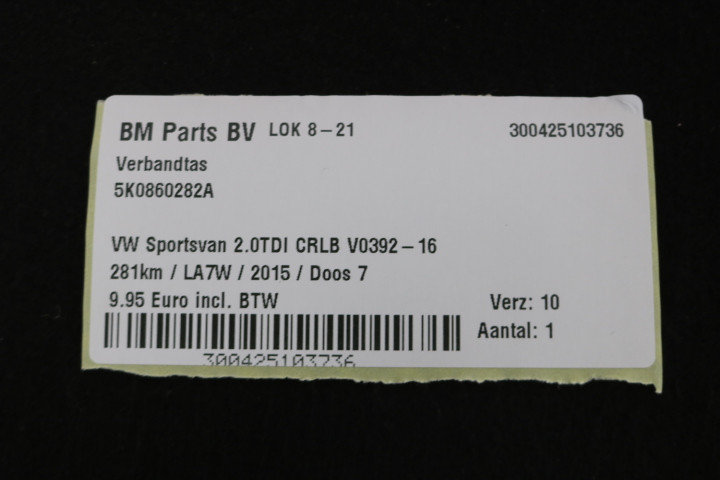 BM Parts BV LOK 8-21 300425103736
Verbandtas
5K0860282A
VW Sportsvan 2.0TDI CRLB V0392-16
281km / LA7W / 2015 / Doos 7
9.95 Euro incl. BTW Verz: 10
Aantal: 1
300425103736